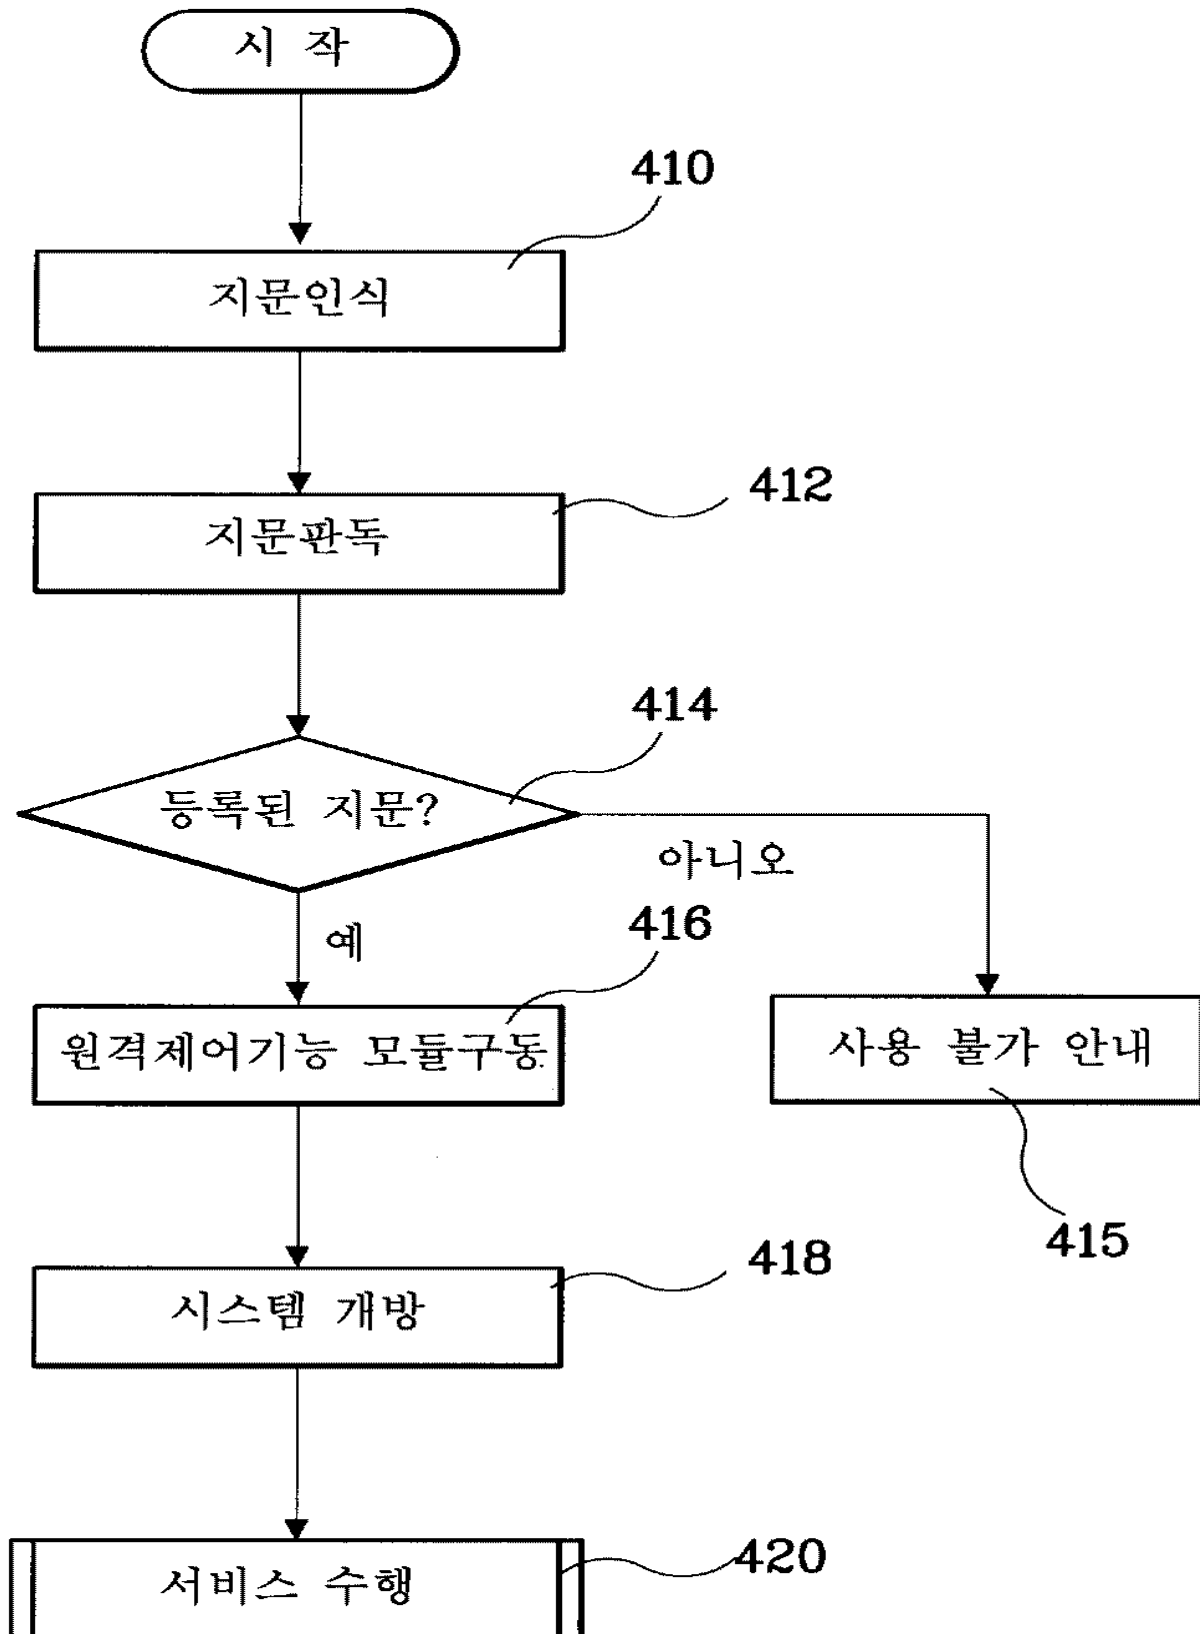 시 작
410
지문인식
412
지문판독
414
등록된 지문?
아니오
예
416
원격제어기능 모듈구동
사용 불가 안내
415
418
시스템 개방
420
서비스 수행